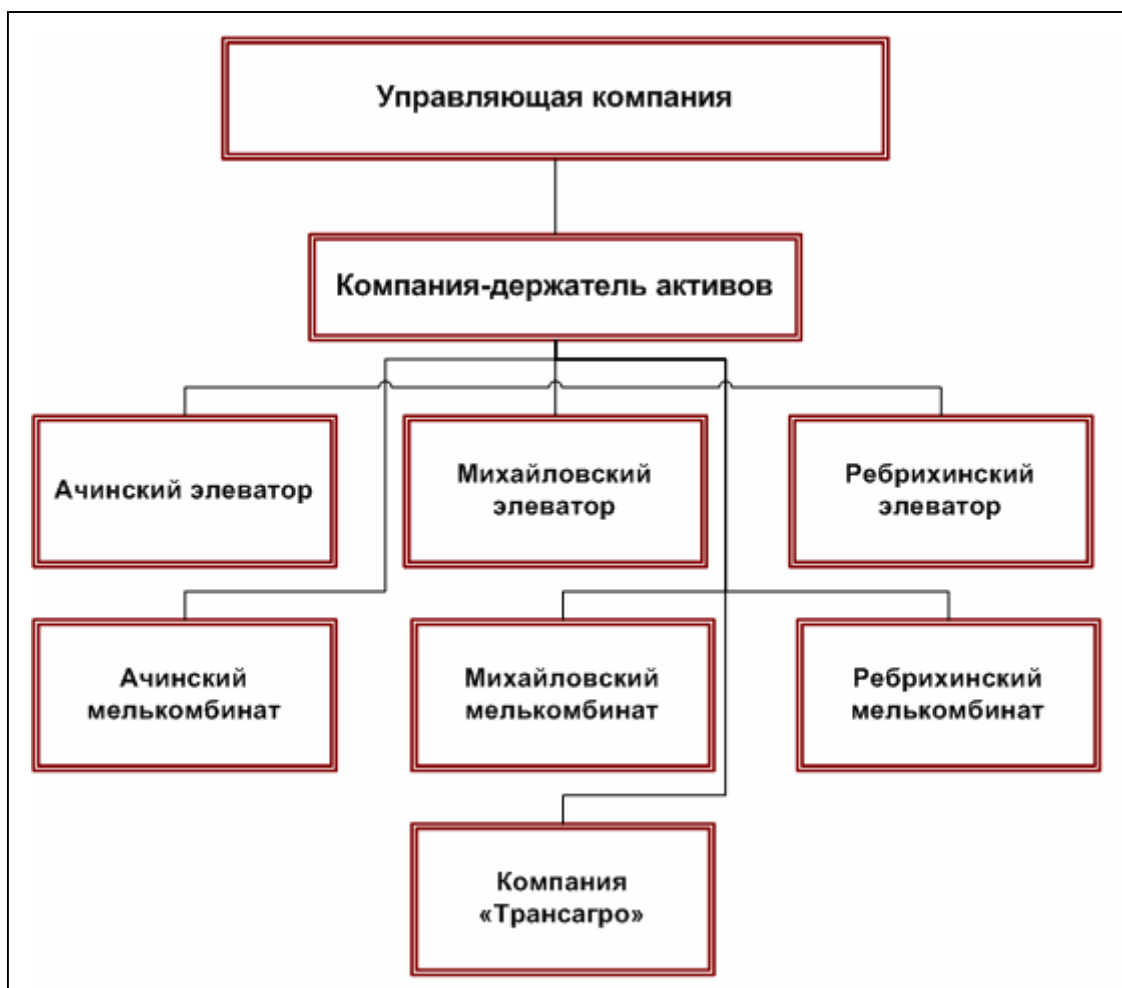 Управляющая компания
Компания-держатель активов
Ачинский элеватор
Михайловский
элеватор
Ребрихинский
элеватор
Ачинский
мелькомбинат
Михайловский
мелькомбинат
Ребрихинский
мелькомбинат
Компания
«Трансагро»